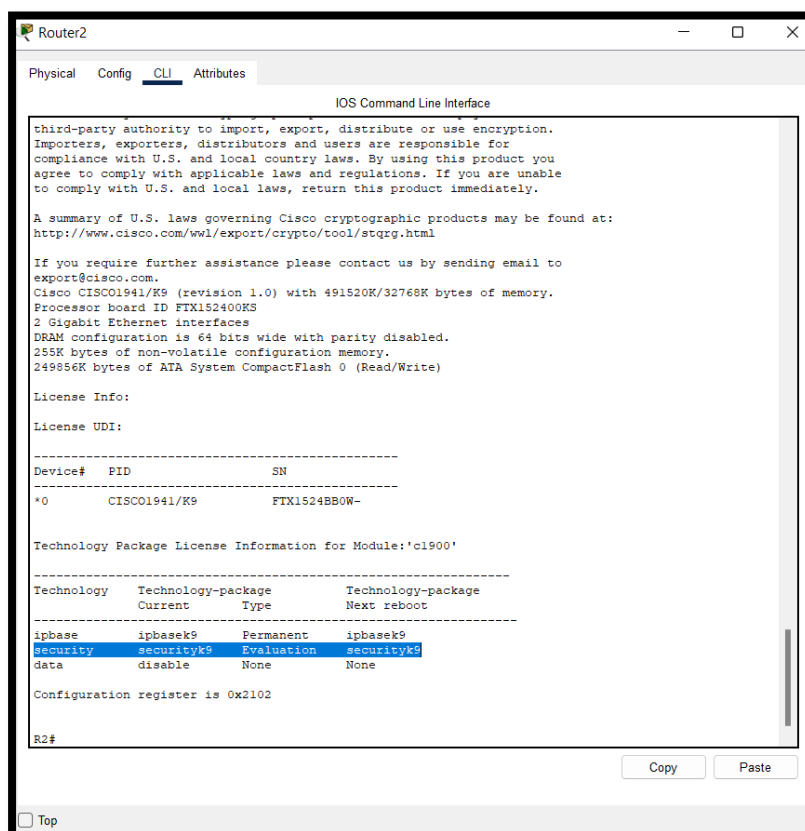 Router2
Physical Config CLI Attributes
IOS Command Line Interface
third-party authority to import, export, distribute or use encryption.
Importers, exporters, distributors and users are responsible for
compliance with U.S. and local country laws. By using this product you
agree to comply with applicable laws and regulations. If you are unable
to comply with U.S. and local laws, return this product immediately.
A summary of U.S. laws governing Cisco cryptographic products may be found at:
http://www.cisco.com/wwl/export/crypto/tool/stqrg.html
If you require further assistance please contact us by sending email to
export@cisco.com.
Cisco CISCO1941/K9 (revision 1.0) with 491520K/32768K bytes of memory.
Processor board ID FTX152400KS
2 Gigabit Ethernet interfaces
DRAM configuration is 64 bits wide with parity disabled.
255K bytes of non-volatile configuration memory.
249856K bytes of ATA System CompactFlash 0 (Read/Write)
License Info:
License UDI:
-------------------------------------------------
Device# PID SN
-------------------------------------------------
*0 CISCO1941/K9 FTX1524BB0W-
Technology Package License Information for Module:'c1900'
----------------------------------------------------------------
Technology Technology-package Technology-package
Current Type Next reboot
-----------------------------------------------------------------
ipbase ipbasek9 Permanent ipbasek9
security securityk9 Evaluation securityk9
data disable None None
Configuration register is 0x2102
R2#
Copy Paste
Top